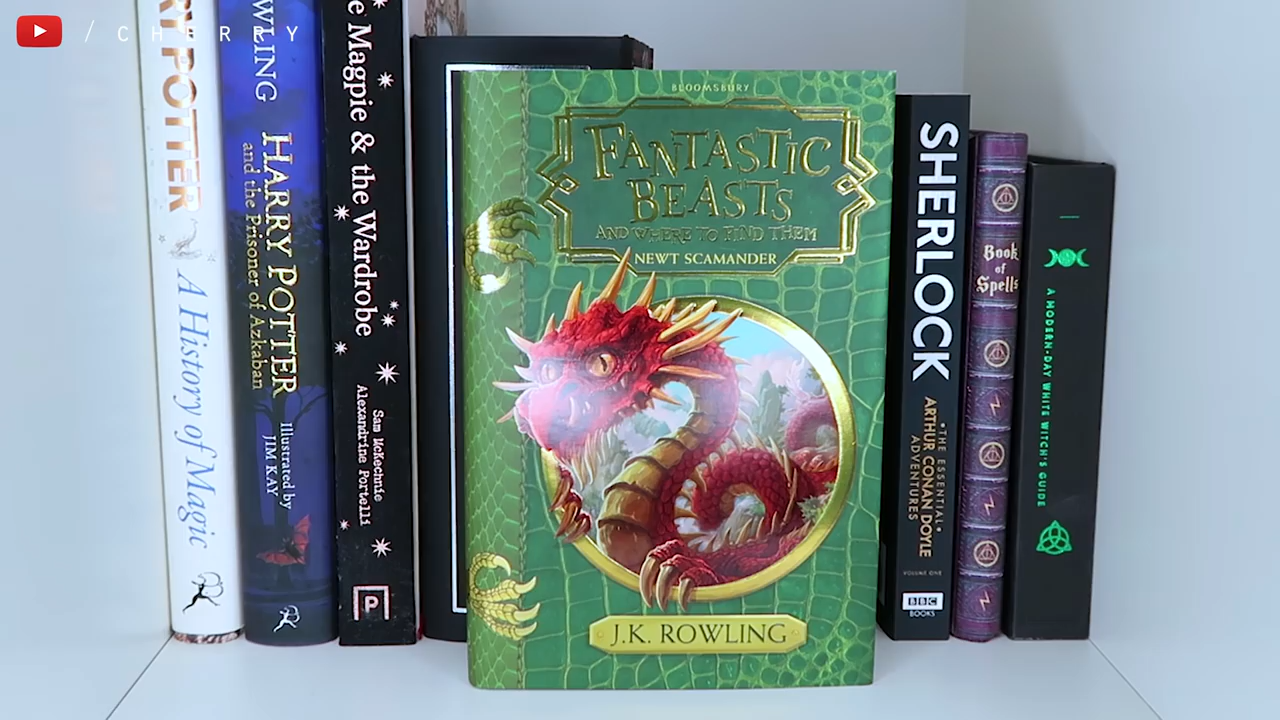 / CHERRY
RY POTTER
A History of Magic
WLING
HARRY POTTER
and the Prisoner of Azkaban
Illustrated by
JIM KAY
e Magpie & the Wardrobe
Sam McKechnie
Alexandrine Portelli
P
BLOOMSBURY
FANTASTIC
BEASTS
AND WHERE TO FIND THEM
NEWT SCAMANDER
J.K. ROWLING
SHERLOCK
•THE ESSENTIAL•
ARTHUR CONAN DOYLE
ADVENTURES
VOLUME ONE
BBC
BOOKS
Book
of
Spells
A MODERN-DAY WHITE WITCH'S GUIDE